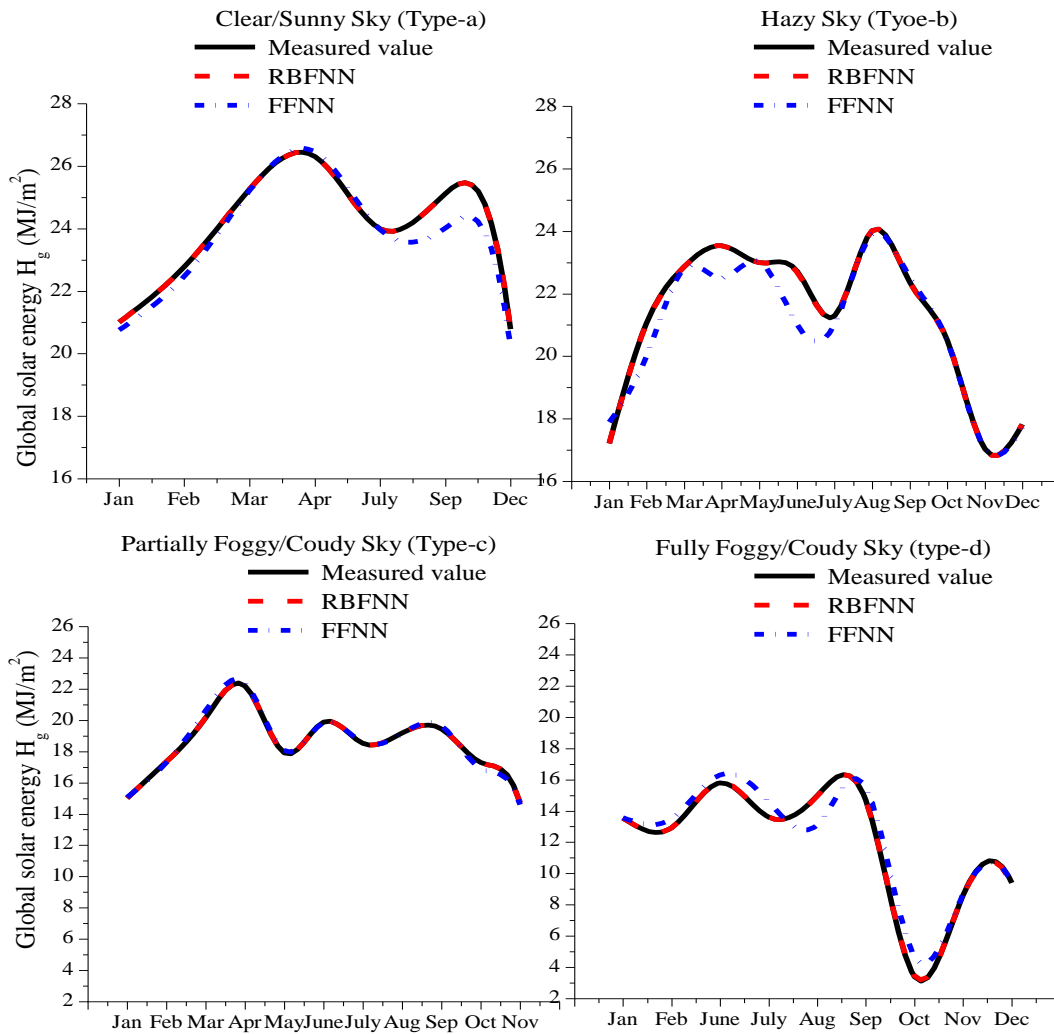 Clear/Sunny Sky (Type-a)
Measured value
RBFNN
FFNN
Global solar energy H_g (MJ/m²)
28
26
24
22
20
18
16
Jan Feb Mar Apr July Sep Dec
Hazy Sky (Tyoe-b)
Measured value
RBFNN
FFNN
28
26
24
22
20
18
16
Jan Feb Mar Apr May June July Aug Sep Oct Nov Dec
Partially Foggy/Coudy Sky (Type-c)
Measured value
RBFNN
FFNN
Global solar energy H_g (MJ/m²)
26
24
22
20
18
16
14
12
10
8
6
4
2
Jan Feb Mar Apr May June July Aug Sep Oct Nov
Fully Foggy/Coudy Sky (type-d)
Measured value
RBFNN
FFNN
26
24
22
20
18
16
14
12
10
8
6
4
2
Jan Feb June July Aug Sep Oct Nov Dec